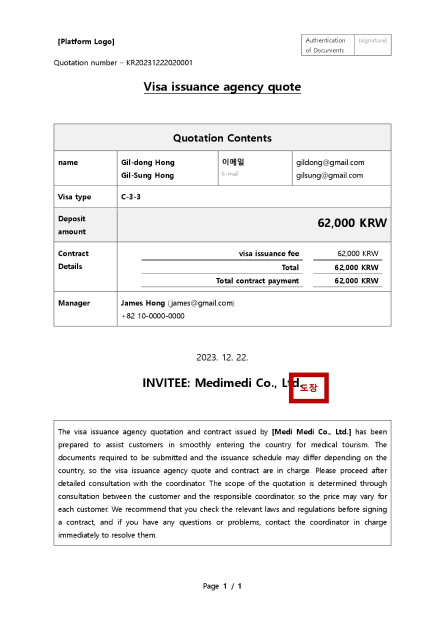 [Platform Logo]
Authentication of Documents
(signature)
Quotation number – KR20231222020001
Visa issuance agency quote
Quotation Contents
name
Gil-dong Hong
Gil-Sung Hong
이메일
E-mail
gildong@gmail.com
gilsung@gmail.com
Visa type
C-3-3
Deposit
amount
62,000 KRW
Contract
Details
visa issuance fee 62,000 KRW
Total 62,000 KRW
Total contract payment 62,000 KRW
Manager
James Hong (james@gmail.com)
+82 10-0000-0000
2023. 12. 22.
INVITEE: Medimedi Co., Ltd.
도장
The visa issuance agency quotation and contract issued by [Medi Medi Co., Ltd.] has been
prepared to assist customers in smoothly entering the country for medical tourism. The
documents required to be submitted and the issuance schedule may differ depending on the
country, so the visa issuance agency quote and contract are in charge. Please proceed after
detailed consultation with the coordinator. The scope of the quotation is determined through
consultation between the customer and the responsible coordinator, so the price may vary for
each customer. We recommend that you check the relevant laws and regulations before signing
a contract, and if you have any questions or problems, contact the coordinator in charge
immediately to resolve them.
Page 1 / 1